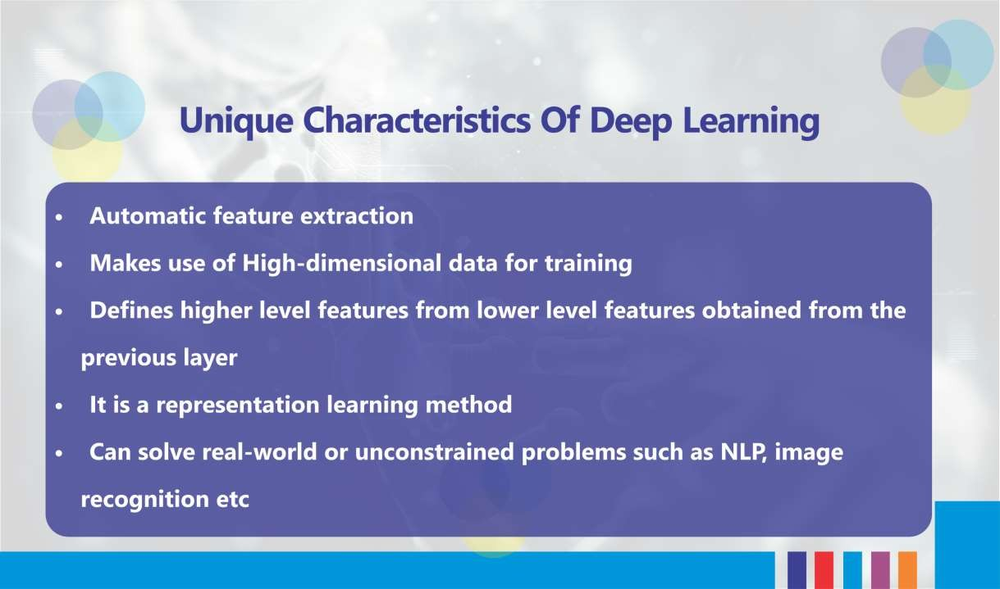 Unique Characteristics Of Deep Learning
• Automatic feature extraction
• Makes use of High-dimensional data for training
• Defines higher level features from lower level features obtained from the
previous layer
• It is a representation learning method
• Can solve real-world or unconstrained problems such as NLP, image
recognition etc